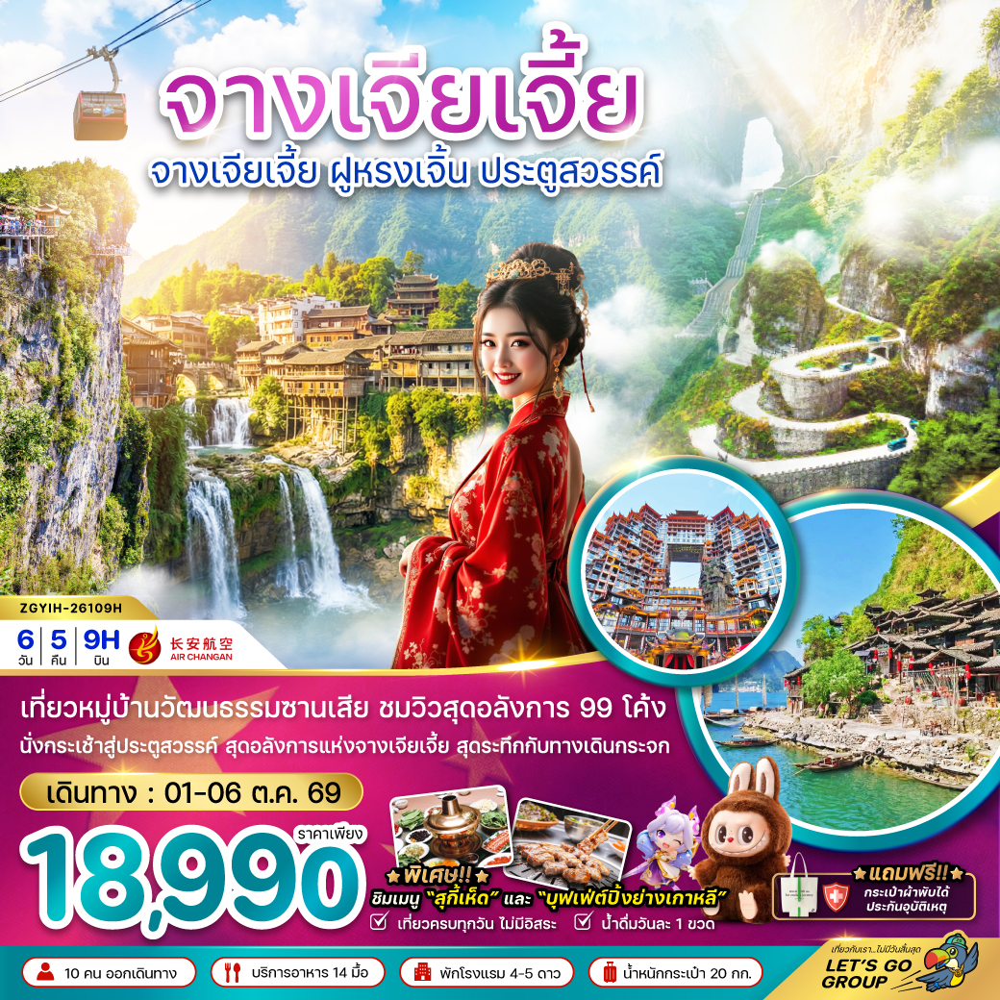 จางเจียเจี้ย
จางเจียเจี้ย ฝูหรงเจิ้น ประตูสวรรค์
ZGYIH-26109H
6 วัน
5 คืน
9H บิน
长安航空
AIR CHANGAN
เที่ยวหมู่บ้านวัฒนธรรมซานเสีย ชมวิวสุดอลังการ 99 โค้ง
นั่งกระเช้าสู่ประตูสวรรค์ สุดอลังการแห่งจางเจียเจี้ย สุดระทึกกับทางเดินกระจก
เดินทาง : 01-06 ต.ค. 69
ราคาเพียง
18,990
พิเศษ!!
ชิมเมนู "สุกี้เห็ด" และ "บุฟเฟ่ต์ปิ้งย่างเกาหลี"
เที่ยวครบทุกวัน ไม่มีอิสระ
น้ำดื่มวันละ 1 ขวด
แถมฟรี!!
กระเป๋าผ้าพับได้
ประกันอุบัติเหตุ
10 คน ออกเดินทาง
บริการอาหาร 14 มื้อ
พักโรงแรม 4-5 ดาว
น้ำหนักกระเป๋า 20 กก.
เที่ยวกับเรา...ไม่มีวันสิ้นสุด
LET'S GO
GROUP